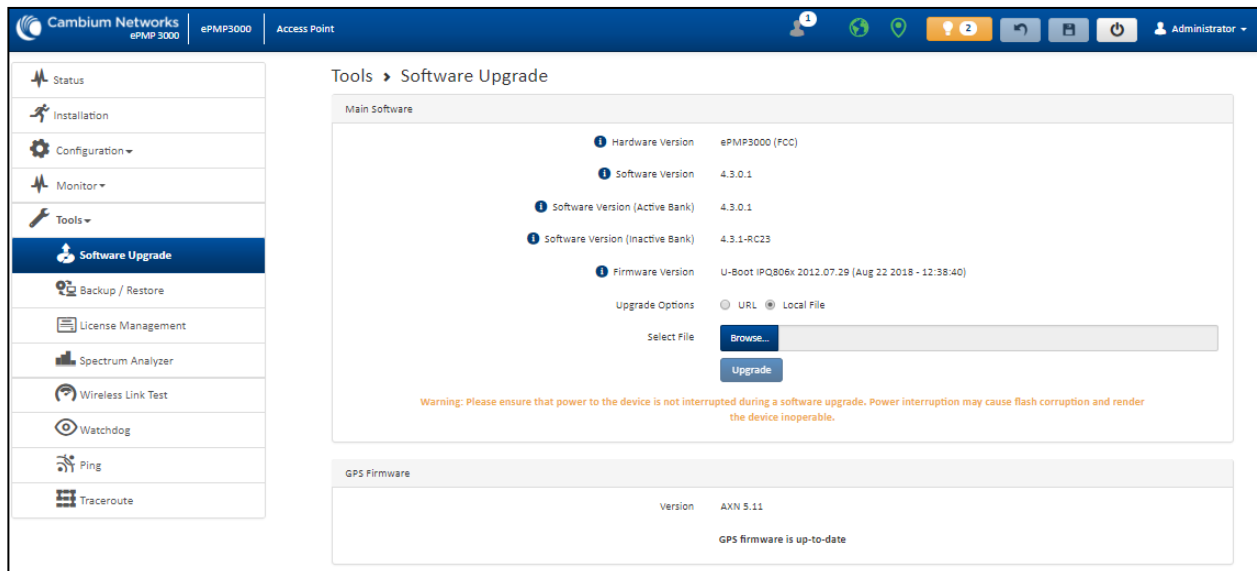 Cambium Networks
ePMP 3000
ePMP3000
Access Point
1
2
Administrator
Status
Installation
Configuration
Monitor
Tools
Software Upgrade
Backup / Restore
License Management
Spectrum Analyzer
Wireless Link Test
Watchdog
Ping
Traceroute
Tools > Software Upgrade
Main Software
Hardware Version ePMP3000 (FCC)
Software Version 4.3.0.1
Software Version (Active Bank) 4.3.0.1
Software Version (Inactive Bank) 4.3.1-RC23
Firmware Version U-Boot IPQ806x 2012.07.29 (Aug 22 2018 - 12:38:40)
Upgrade Options URL Local File
Select File Browse...
Upgrade
Warning: Please ensure that power to the device is not interrupted during a software upgrade. Power interruption may cause flash corruption and render
the device inoperable.
GPS Firmware
Version AXN 5.11
GPS firmware is up-to-date